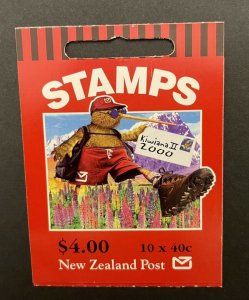 STAMPS
Kiwiana II
2000
$4.00 10 x 40c
New Zealand Post